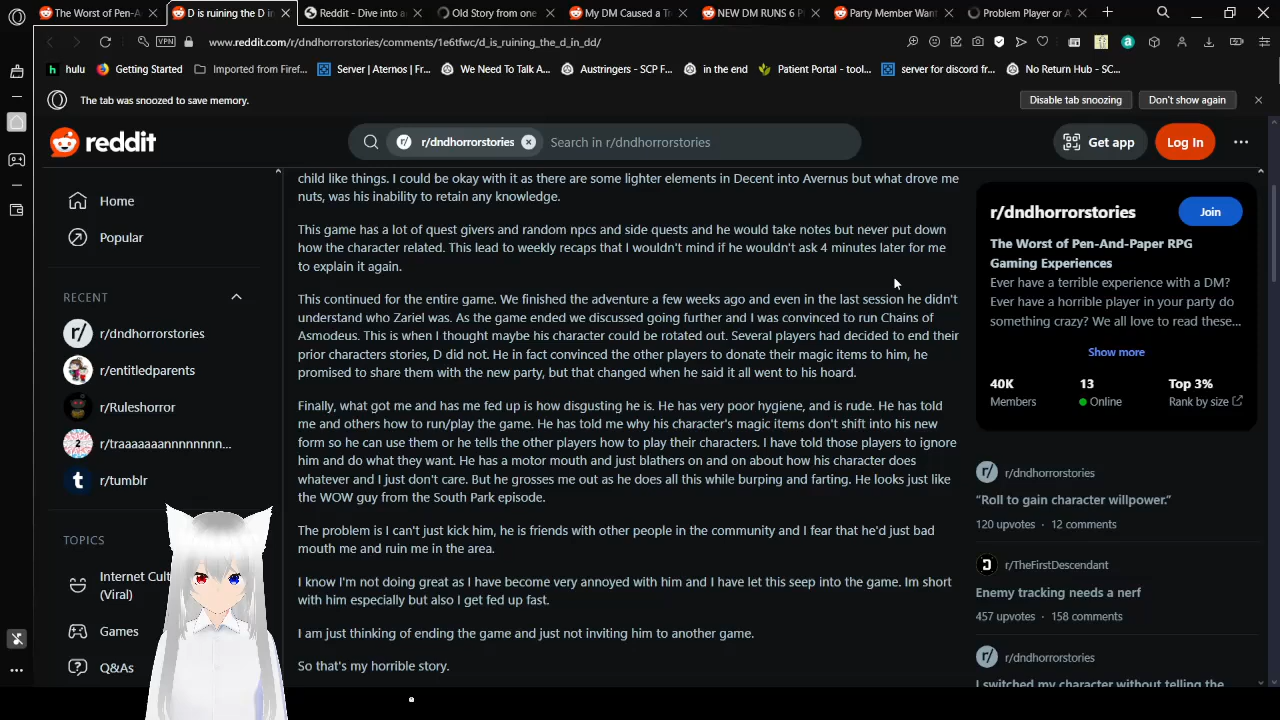 The Worst of Pen-A
D is ruining the D in
Reddit - Dive into a
Old Story from one
My DM Caused a T
NEW DM RUNS 6 P
Party Member Want
Problem Player or A
VPN
www.reddit.com/r/dndhorrorstories/comments/1e6tfwc/d_is_ruining_the_d_in_dd/
hulu
Getting Started
Imported from Firef...
Server | Aternos | Fr...
We Need To Talk A...
Austringers - SCP F...
in the end
Patient Portal - tool...
server for discord fr...
No Return Hub - SC...
The tab was snoozed to save memory.
Disable tab snoozing
Don't show again
reddit
r/dndhorrorstories
Search in r/dndhorrorstories
Get app
Log In
Home
Popular
RECENT
r/dndhorrorstories
r/entitledparents
r/Ruleshorror
r/traaaaaaannnnnnnn...
r/tumblr
TOPICS
Internet Cult
(Viral)
Games
Q&As
child like things. I could be okay with it as there are some lighter elements in Decent into Avernus but what drove me
nuts, was his inability to retain any knowledge.
This game has a lot of quest givers and random npcs and side quests and he would take notes but never put down
how the character related. This lead to weekly recaps that I wouldn't mind if he wouldn't ask 4 minutes later for me
to explain it again.
This continued for the entire game. We finished the adventure a few weeks ago and even in the last session he didn't
understand who Zariel was. As the game ended we discussed going further and I was convinced to run Chains of
Asmodeus. This is when I thought maybe his character could be rotated out. Several players had decided to end their
prior characters stories, D did not. He in fact convinced the other players to donate their magic items to him, he
promised to share them with the new party, but that changed when he said it all went to his hoard.
Finally, what got me and has me fed up is how disgusting he is. He has very poor hygiene, and is rude. He has told
me and others how to run/play the game. He has told me why his character's magic items don't shift into his new
form so he can use them or he tells the other players how to play their characters. I have told those players to ignore
him and do what they want. He has a motor mouth and just blathers on and on about how his character does
whatever and I just don't care. But he grosses me out as he does all this while burping and farting. He looks just like
the WOW guy from the South Park episode.
The problem is I can't just kick him, he is friends with other people in the community and I fear that he'd just bad
mouth me and ruin me in the area.
I know I'm not doing great as I have become very annoyed with him and I have let this seep into the game. Im short
with him especially but also I get fed up fast.
I am just thinking of ending the game and just not inviting him to another game.
So that's my horrible story.
r/dndhorrorstories
Join
The Worst of Pen-And-Paper RPG
Gaming Experiences
Ever have a terrible experience with a DM?
Ever have a horrible player in your party do
something crazy? We all love to read these...
Show more
40K
13
Top 3%
Members
Online
Rank by size
r/dndhorrorstories
“Roll to gain character willpower.”
120 upvotes · 12 comments
r/TheFirstDescendant
Enemy tracking needs a nerf
457 upvotes · 158 comments
r/dndhorrorstories
I switched my character without telling the